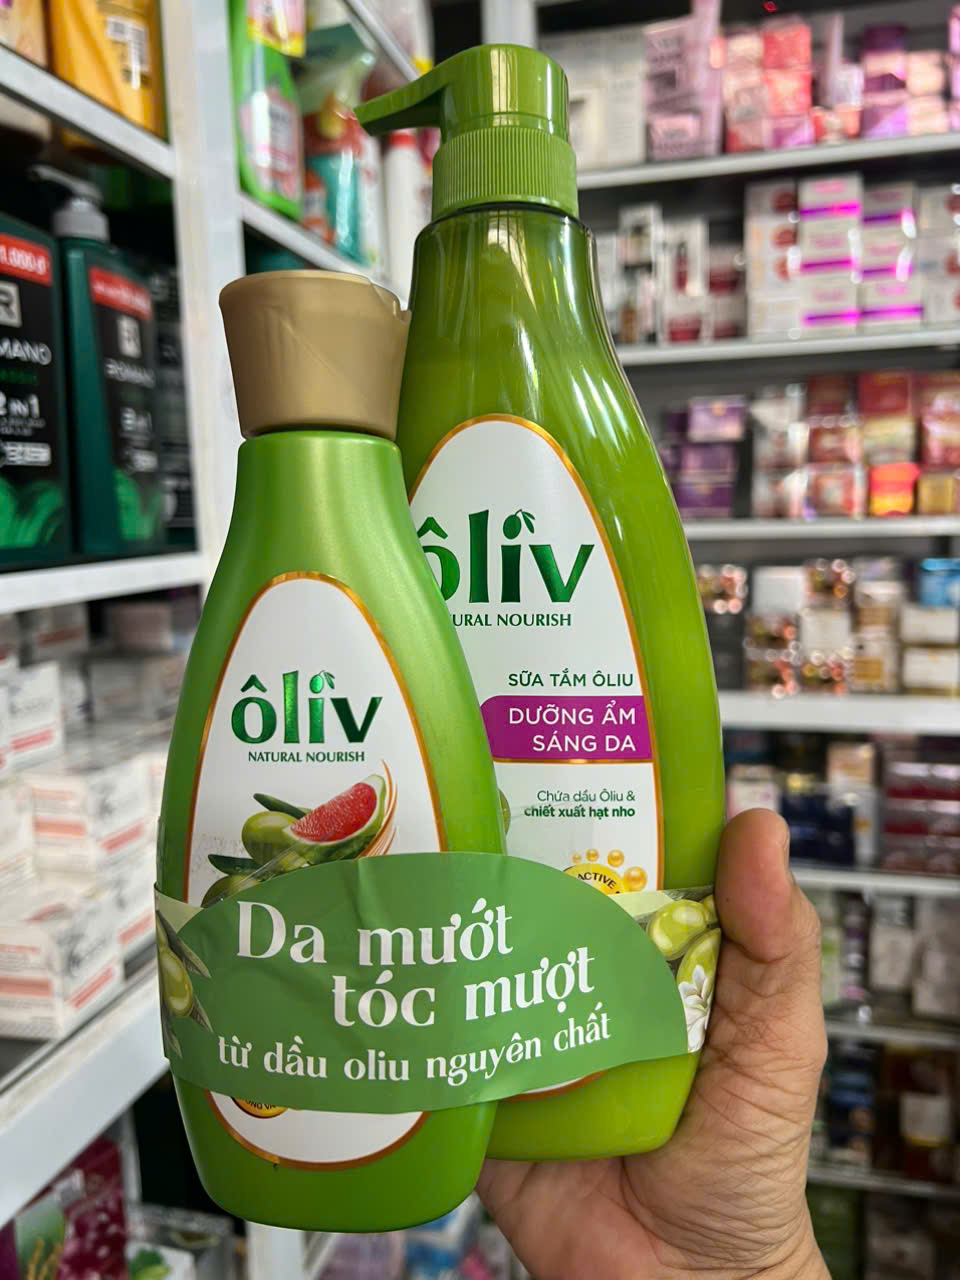 ôliv
NATURAL NOURISH
SỮA TẮM ÔLIU
DƯỠNG ẨM
SÁNG DA
Chứa dầu Ôliu &
chiết xuất hạt nho
ACTIVE
ôliv
NATURAL NOURISH
Da mướt
tóc mượt
từ dầu oliu nguyên chất